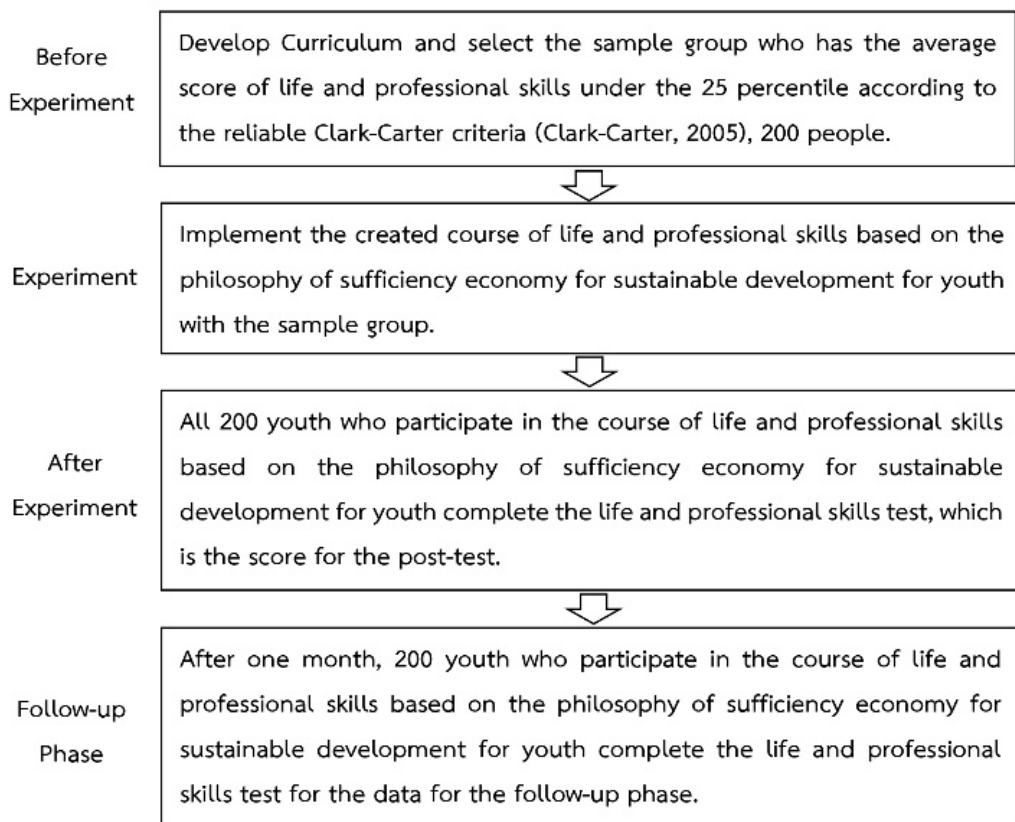 Before
Experiment
Develop Curriculum and select the sample group who has the average
score of life and professional skills under the 25 percentile according to
the reliable Clark-Carter criteria (Clark-Carter, 2005), 200 people.
Experiment
Implement the created course of life and professional skills based on the
philosophy of sufficiency economy for sustainable development for youth
with the sample group.
After
Experiment
All 200 youth who participate in the course of life and professional skills
based on the philosophy of sufficiency economy for sustainable
development for youth complete the life and professional skills test, which
is the score for the post-test.
Follow-up
Phase
After one month, 200 youth who participate in the course of life and
professional skills based on the philosophy of sufficiency economy for
sustainable development for youth complete the life and professional
skills test for the data for the follow-up phase.